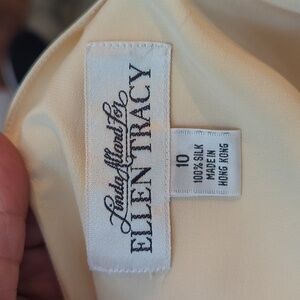 Linda Allard For
ELLEN TRACY
10
100% SILK
MADE IN
HONG KONG